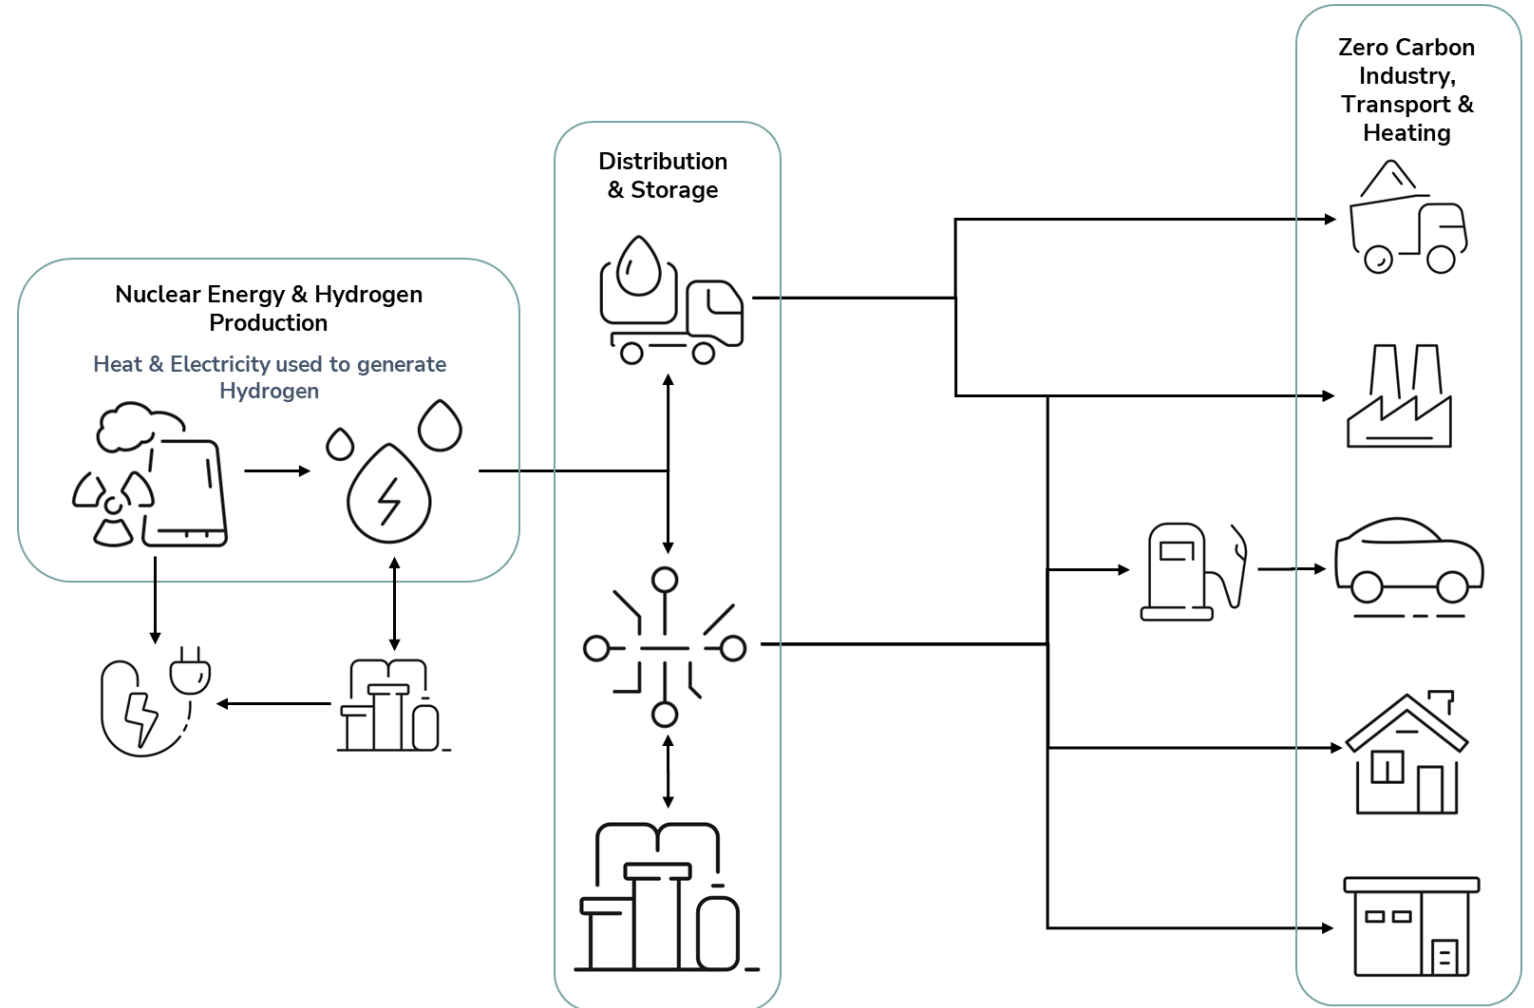 Nuclear Energy & Hydrogen
Production
Heat & Electricity used to generate
Hydrogen
Distribution
& Storage
Zero Carbon
Industry,
Transport &
Heating